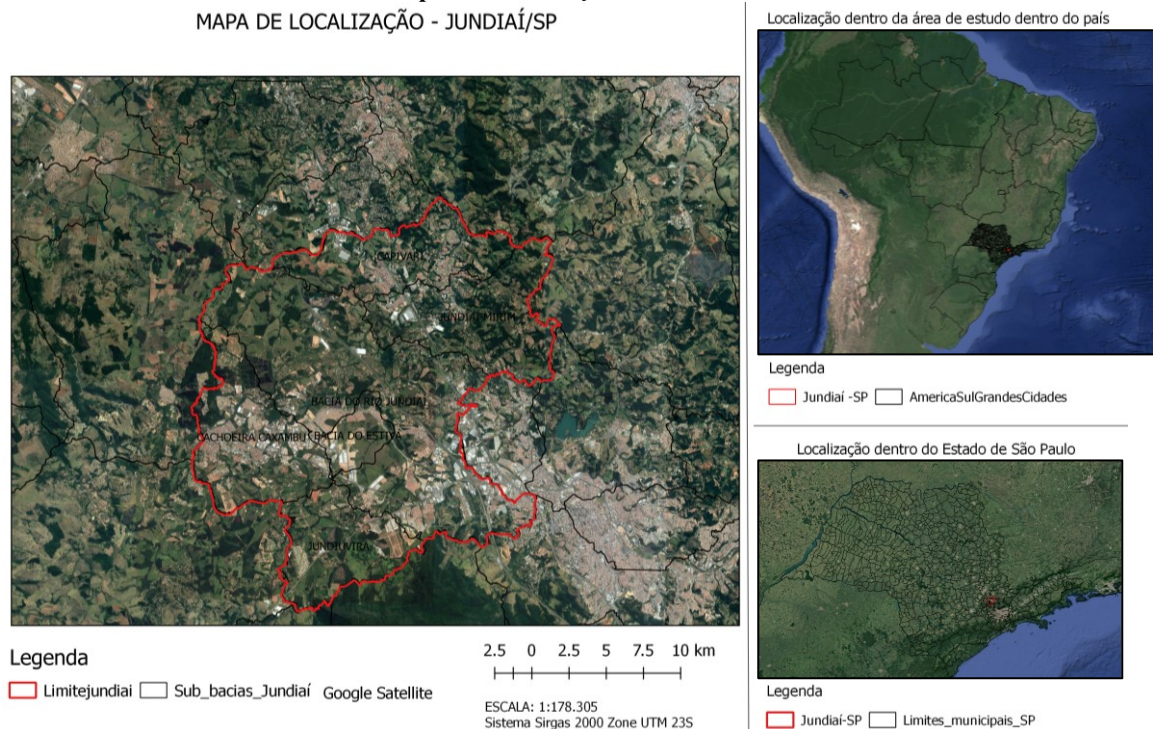 MAPA DE LOCALIZAÇÃO - JUNDIAÍ/SP
CAPIVARI
JUNDIAÍ-MIRIM
BACIA DO RIO JUNDIAÍ
CACHOEIRA CAXAMBU
BACIA DO ESTIVA
JUNDIUVIRA
Legenda
Limitejundiai Sub_bacias_Jundiaí Google Satellite
2.5 0 2.5 5 7.5 10 km
ESCALA: 1:178.305
Sistema Sirgas 2000 Zone UTM 23S
Localização dentro da área de estudo dentro do país
Legenda
Jundiaí -SP AmericaSulGrandesCidades
Localização dentro do Estado de São Paulo
Legenda
Jundiaí-SP Limites_municipais_SP